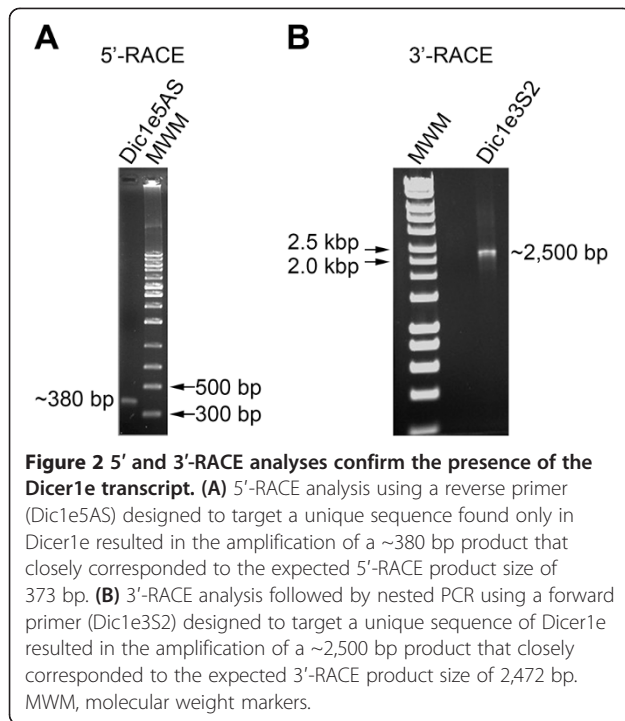 A
5′-RACE
Dic1e5AS
MWM
~380 bp
500 bp
300 bp
B
3′-RACE
MWM
Dic1e3S2
2.5 kbp
2.0 kbp
~2,500 bp
Figure 2 5′ and 3′-RACE analyses confirm the presence of the
Dicer1e transcript. (A) 5′-RACE analysis using a reverse primer
(Dic1e5AS) designed to target a unique sequence found only in
Dicer1e resulted in the amplification of a ~380 bp product that
closely corresponded to the expected 5′-RACE product size of
373 bp. (B) 3′-RACE analysis followed by nested PCR using a forward
primer (Dic1e3S2) designed to target a unique sequence of Dicer1e
resulted in the amplification of a ~2,500 bp product that closely
corresponded to the expected 3′-RACE product size of 2,472 bp.
MWM, molecular weight markers.